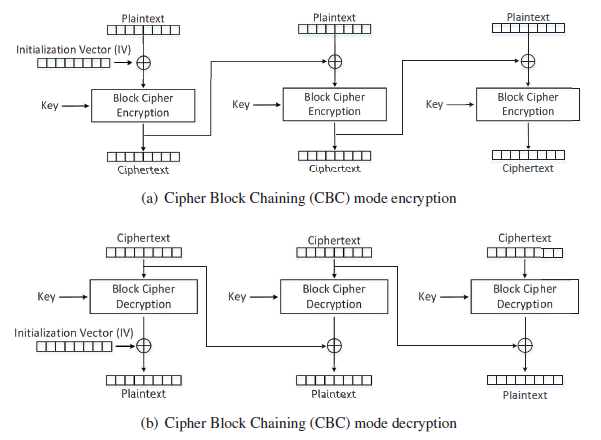 Plaintext Plaintext Plaintext
Initialization Vector (IV)
Key Block Cipher Encryption Key Block Cipher Encryption Key Block Cipher Encryption
Ciphertext Ciphertext Ciphertext
(a) Cipher Block Chaining (CBC) mode encryption
Ciphertext Ciphertext Ciphertext
Key Block Cipher Decryption Key Block Cipher Decryption Key Block Cipher Decryption
Initialization Vector (IV)
Plaintext Plaintext Plaintext
(b) Cipher Block Chaining (CBC) mode decryption